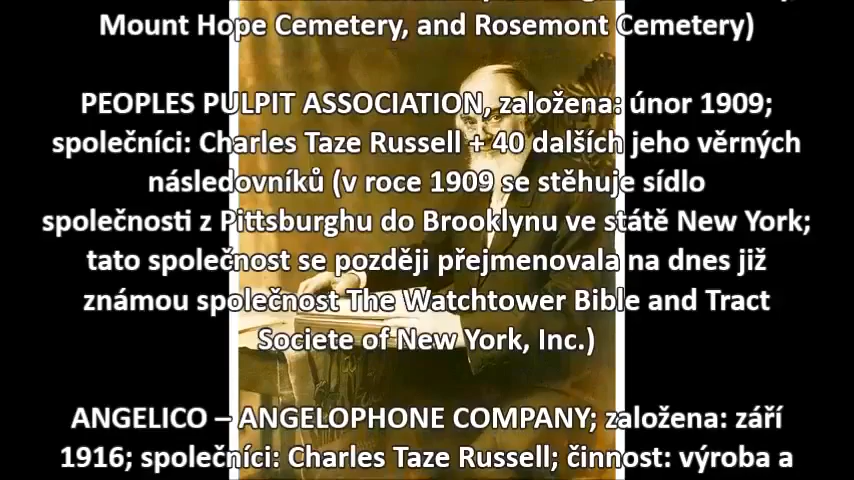 Mount Hope Cemetery, and Rosemont Cemetery)
PEOPLES PULPIT ASSOCIATION, založena: únor 1909;
společníci: Charles Taze Russell + 40 dalších jeho věrných
následovníků (v roce 1909 se stěhuje sídlo
společnosti z Pittsburghu do Brooklynu ve státě New York;
tato společnost se později přejmenovala na dnes již
známou společnost The Watchtower Bible and Tract
Societe of New York, Inc.)
ANGELICO – ANGELOPHONE COMPANY; založena: září
1916; společníci: Charles Taze Russell; činnost: výroba a